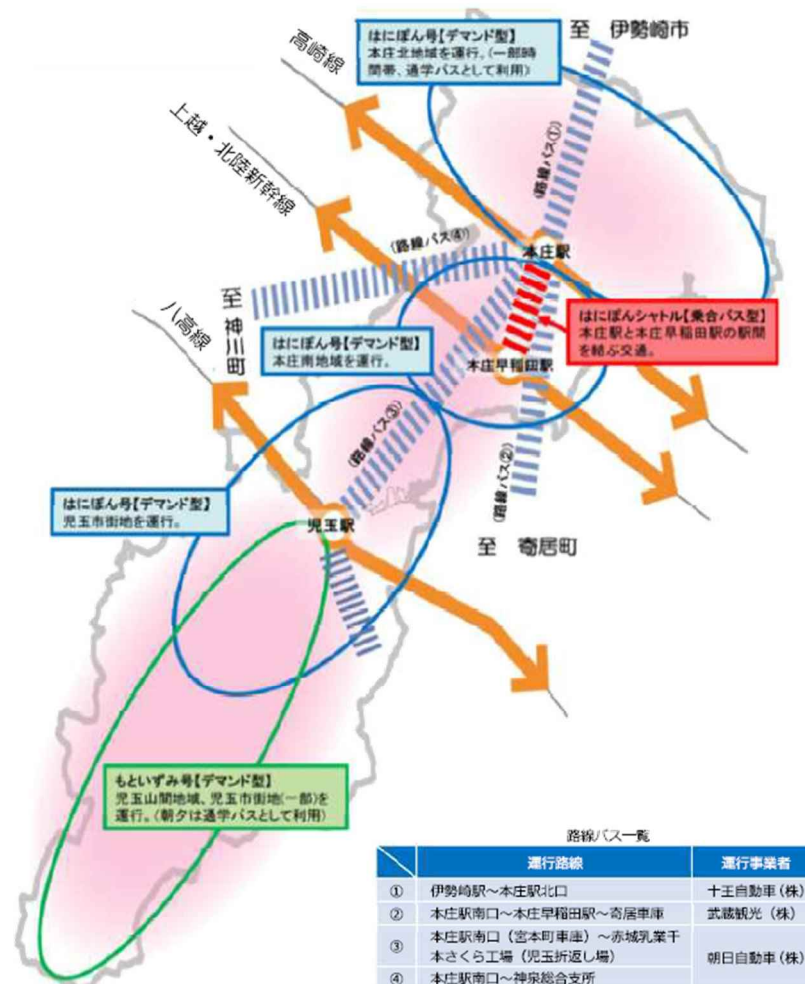 はにぽん号【デマンド型】
本庄北地域を運行。(一部時
間帯、通学バスとして利用)
至 伊勢崎市
高崎線
上越・北陸新幹線
(路線バス①)
(路線バス④)
本庄駅
至 神川町
八高線
はにぽん号【デマンド型】
本庄南地域を運行。
はにぽんシャトル【乗合バス型】
本庄駅と本庄早稲田駅の駅間
を結ぶ交通。
本庄早稲田駅
(路線バス③)
(路線バス②)
はにぽん号【デマンド型】
児玉市街地を運行。
児玉駅
至 寄居町
もといずみ号【デマンド型】
児玉山間地域、児玉市街地(一部)を
運行。(朝夕は通学バスとして利用)
路線バス一覧
運行路線 運行事業者
① 伊勢崎駅～本庄駅北口 十王自動車(株)
② 本庄駅南口～本庄早稲田駅～寄居車庫 武蔵観光(株)
③ 本庄駅南口(宮本町車庫)～赤城乳業千
本さくら工場(児玉折返し場) 朝日自動車(株)
④ 本庄駅南口～神泉総合支所